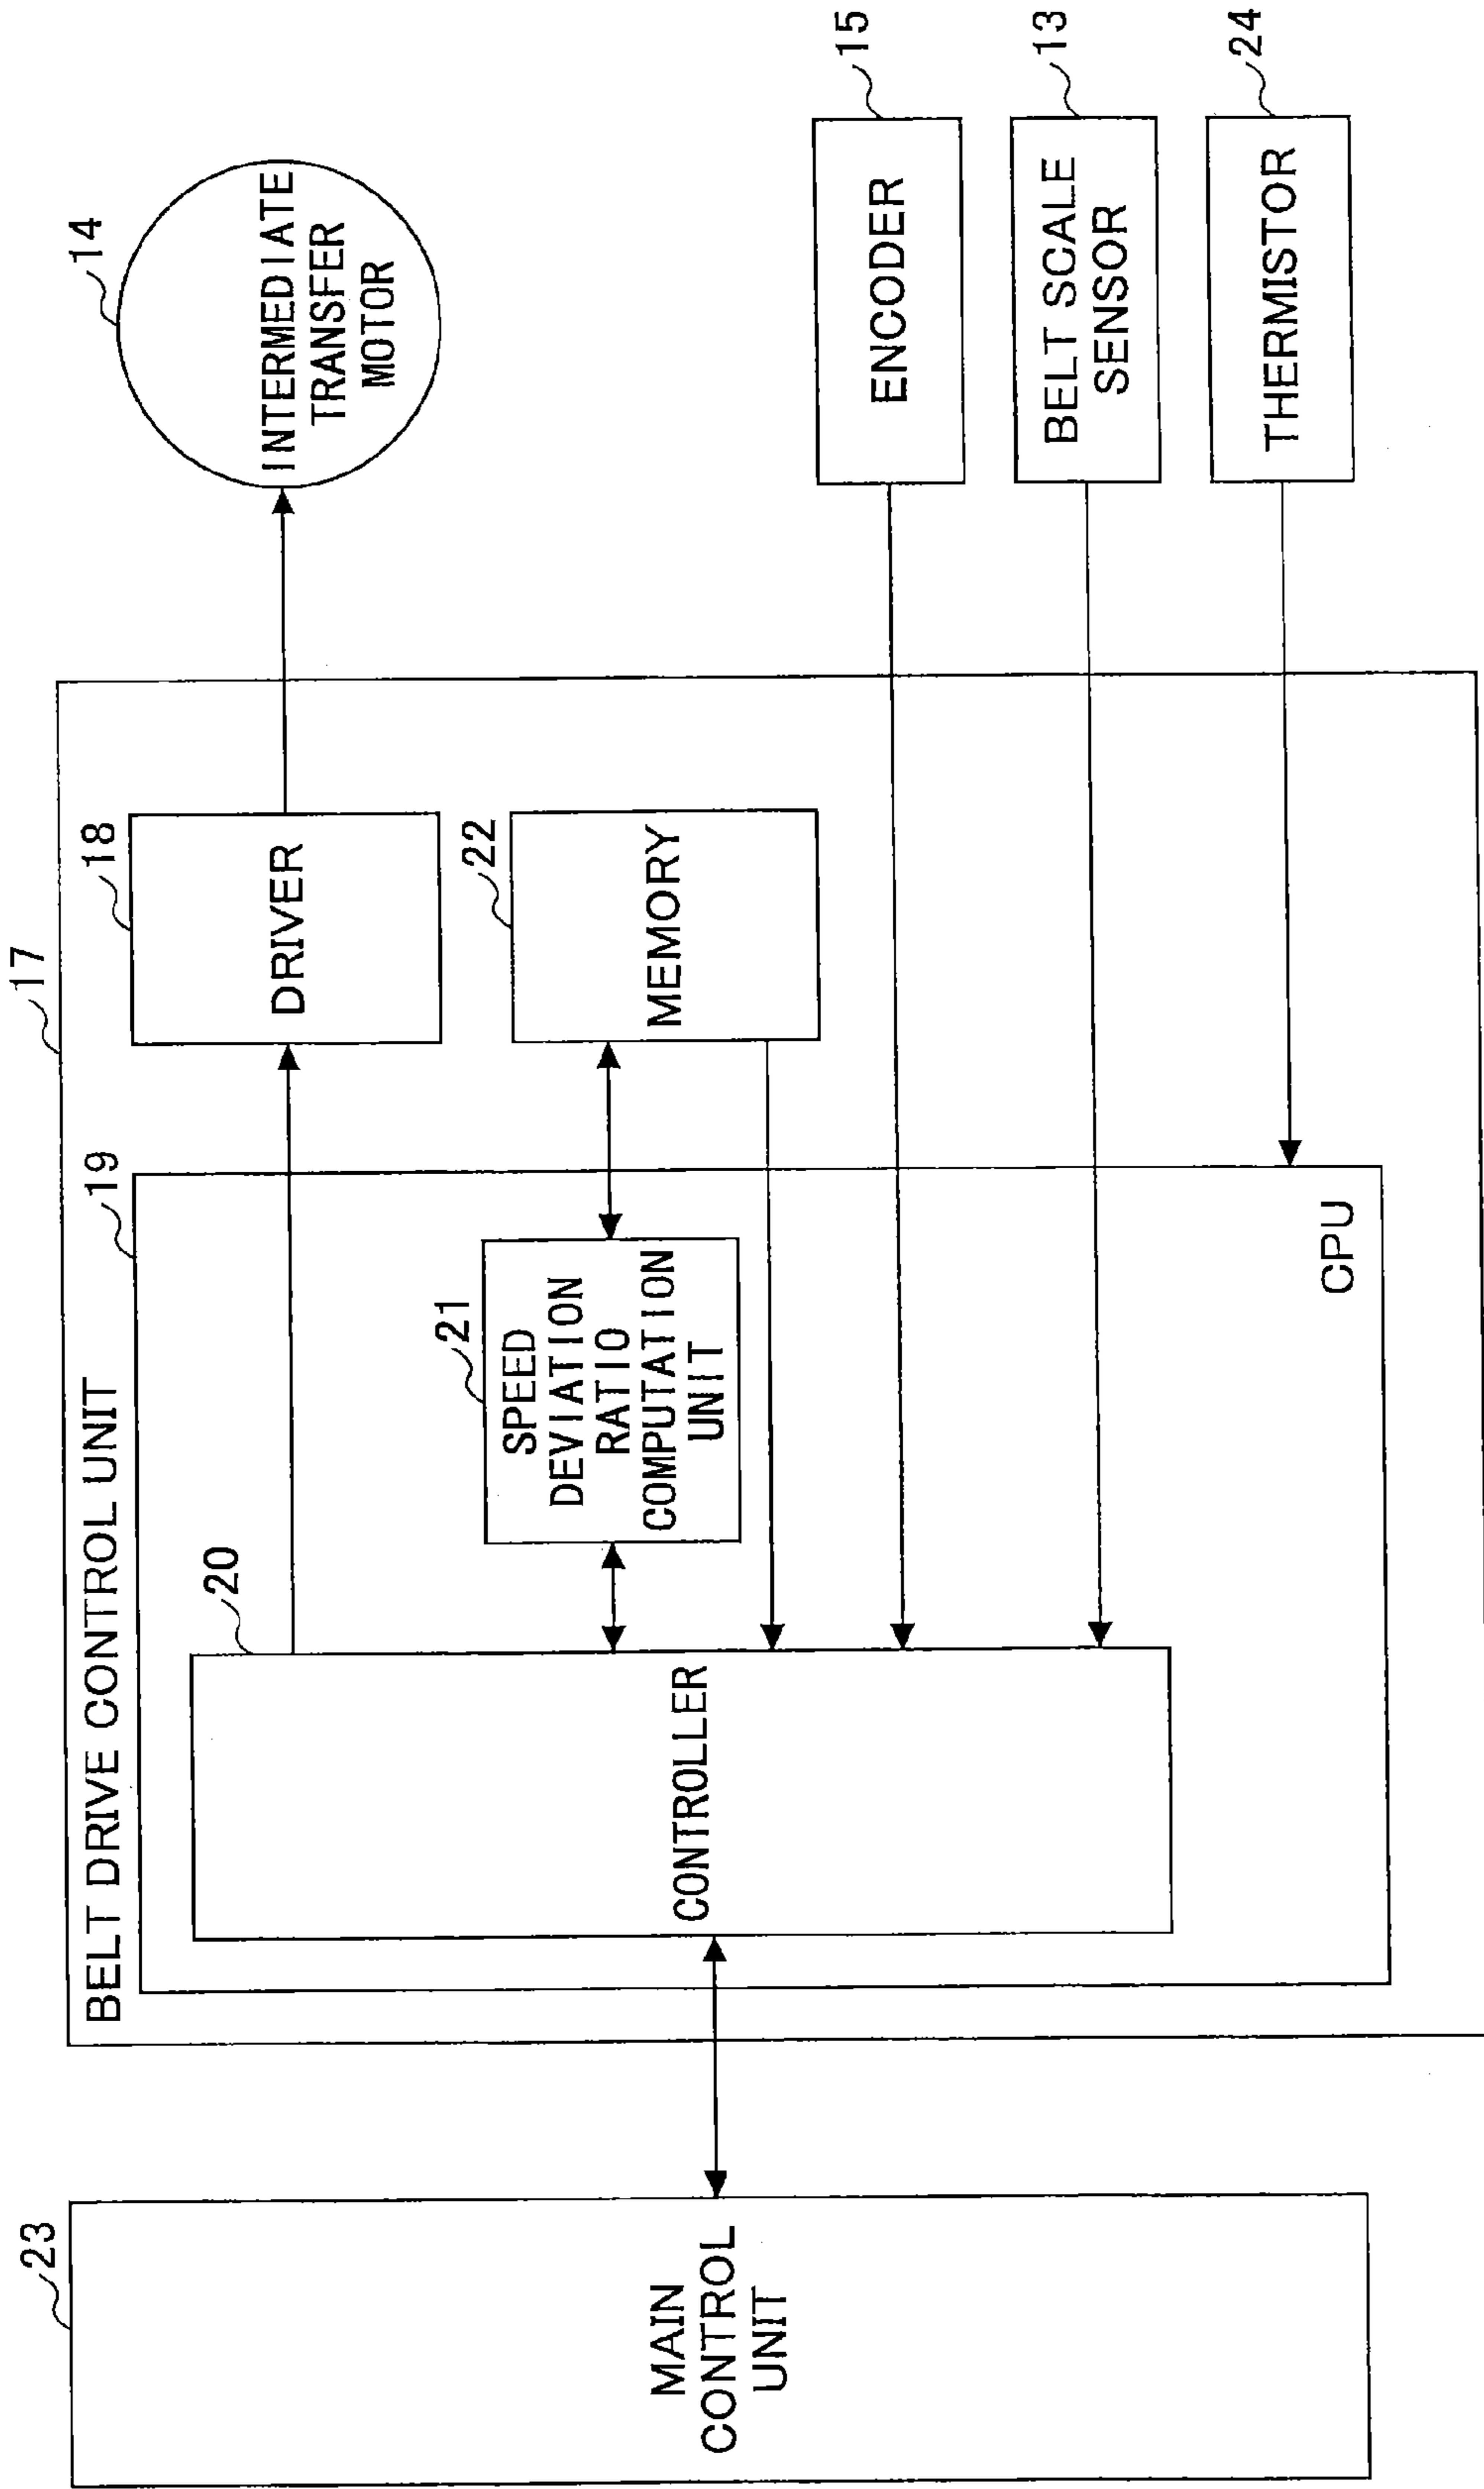 23
MAIN
CONTROL
UNIT
17
BELT DRIVE CONTROL UNIT
19
20
CONTROLLER
21
SPEED
DEVIATION
RATIO
COMPUTATION
UNIT
CPU
18
DRIVER
22
MEMORY
14
INTERMEDIATE
TRANSFER
MOTOR
15
ENCODER
13
BELT SCALE
SENSOR
24
THERMISTOR